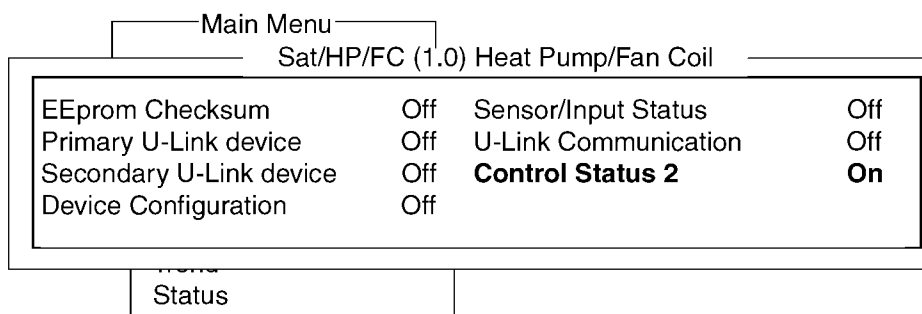 Main Menu
Sat/HP/FC (1.0) Heat Pump/Fan Coil
EEprom Checksum Off Sensor/Input Status Off
Primary U-Link device Off U-Link Communication Off
Secondary U-Link device Off Control Status 2 On
Device Configuration Off
Status